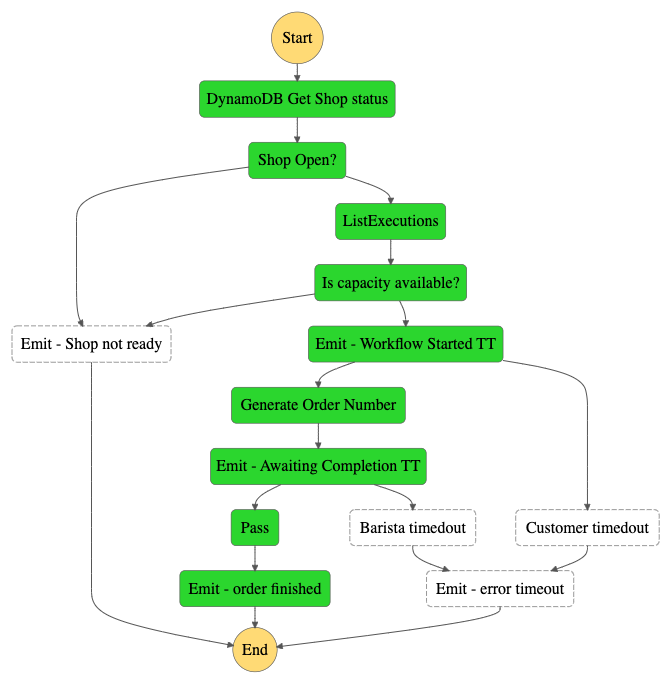 Start
DynamoDB Get Shop status
Shop Open?
ListExecutions
Is capacity available?
Emit - Shop not ready
Emit - Workflow Started TT
Generate Order Number
Emit - Awaiting Completion TT
Pass
Barista timedout
Customer timedout
Emit - order finished
Emit - error timeout
End